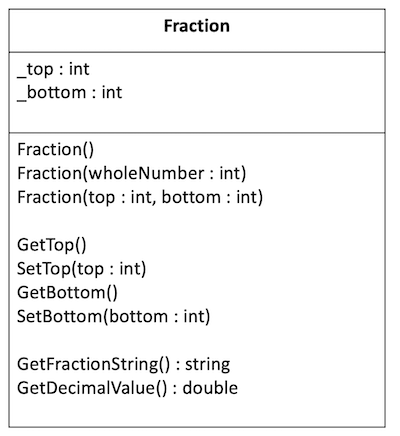 Fraction
_top : int
_bottom : int
Fraction()
Fraction(wholeNumber : int)
Fraction(top : int, bottom : int)
GetTop()
SetTop(top : int)
GetBottom()
SetBottom(bottom : int)
GetFractionString() : string
GetDecimalValue() : double